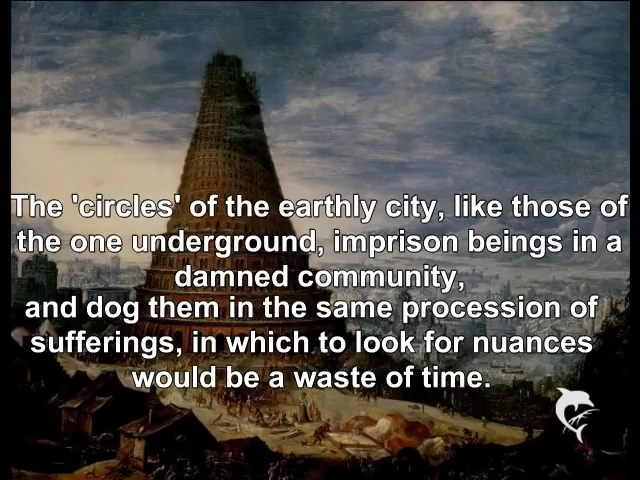 The 'circles' of the earthly city, like those of
the one underground, imprison beings in a
damned community,
and dog them in the same procession of
sufferings, in which to look for nuances
would be a waste of time.